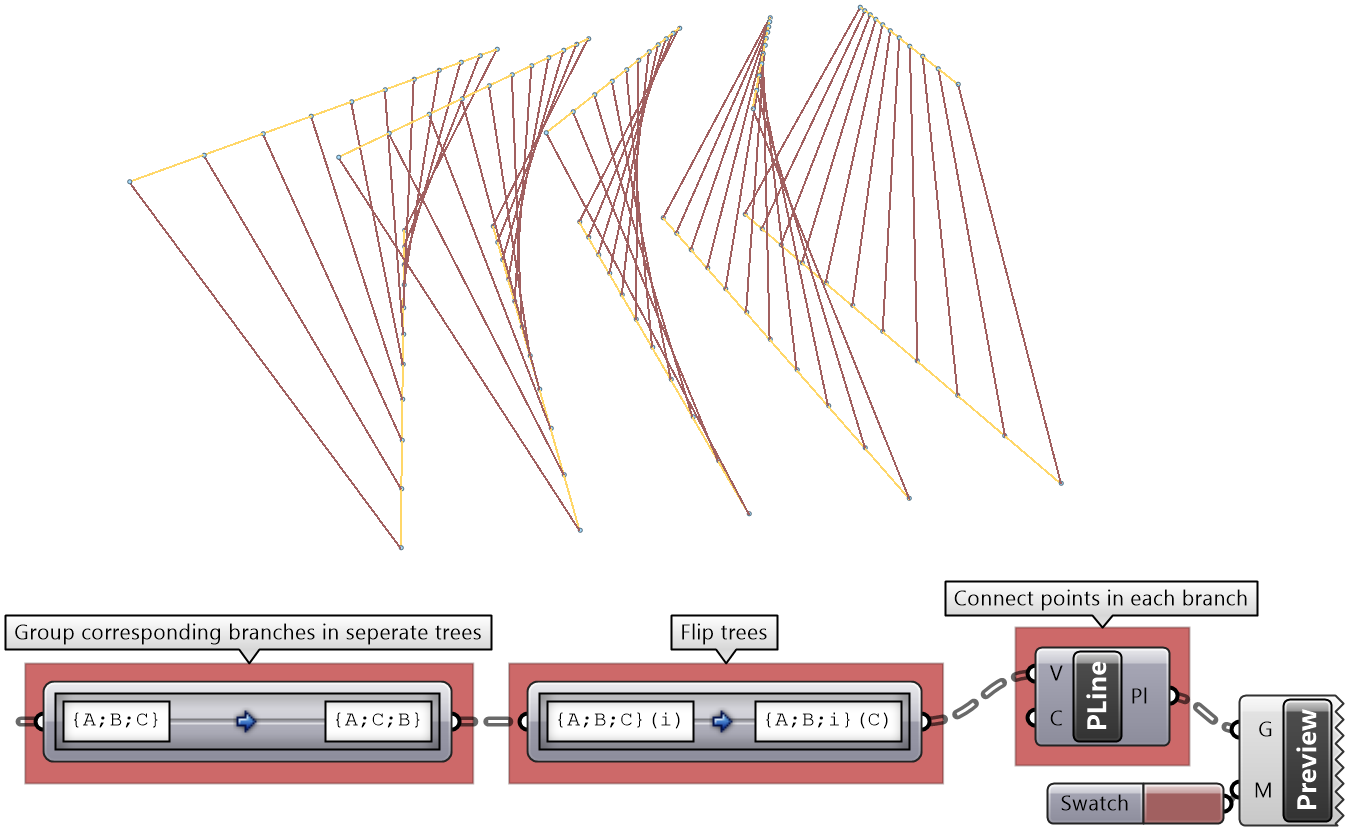 Connect points in each branch
Group corresponding branches in seperate trees
Flip trees
{A;B;C}
{A;C;B}
{A;B;C}(i)
{A;B;i}(C)
V
C
PLine
Pl
G
M
Preview
Swatch